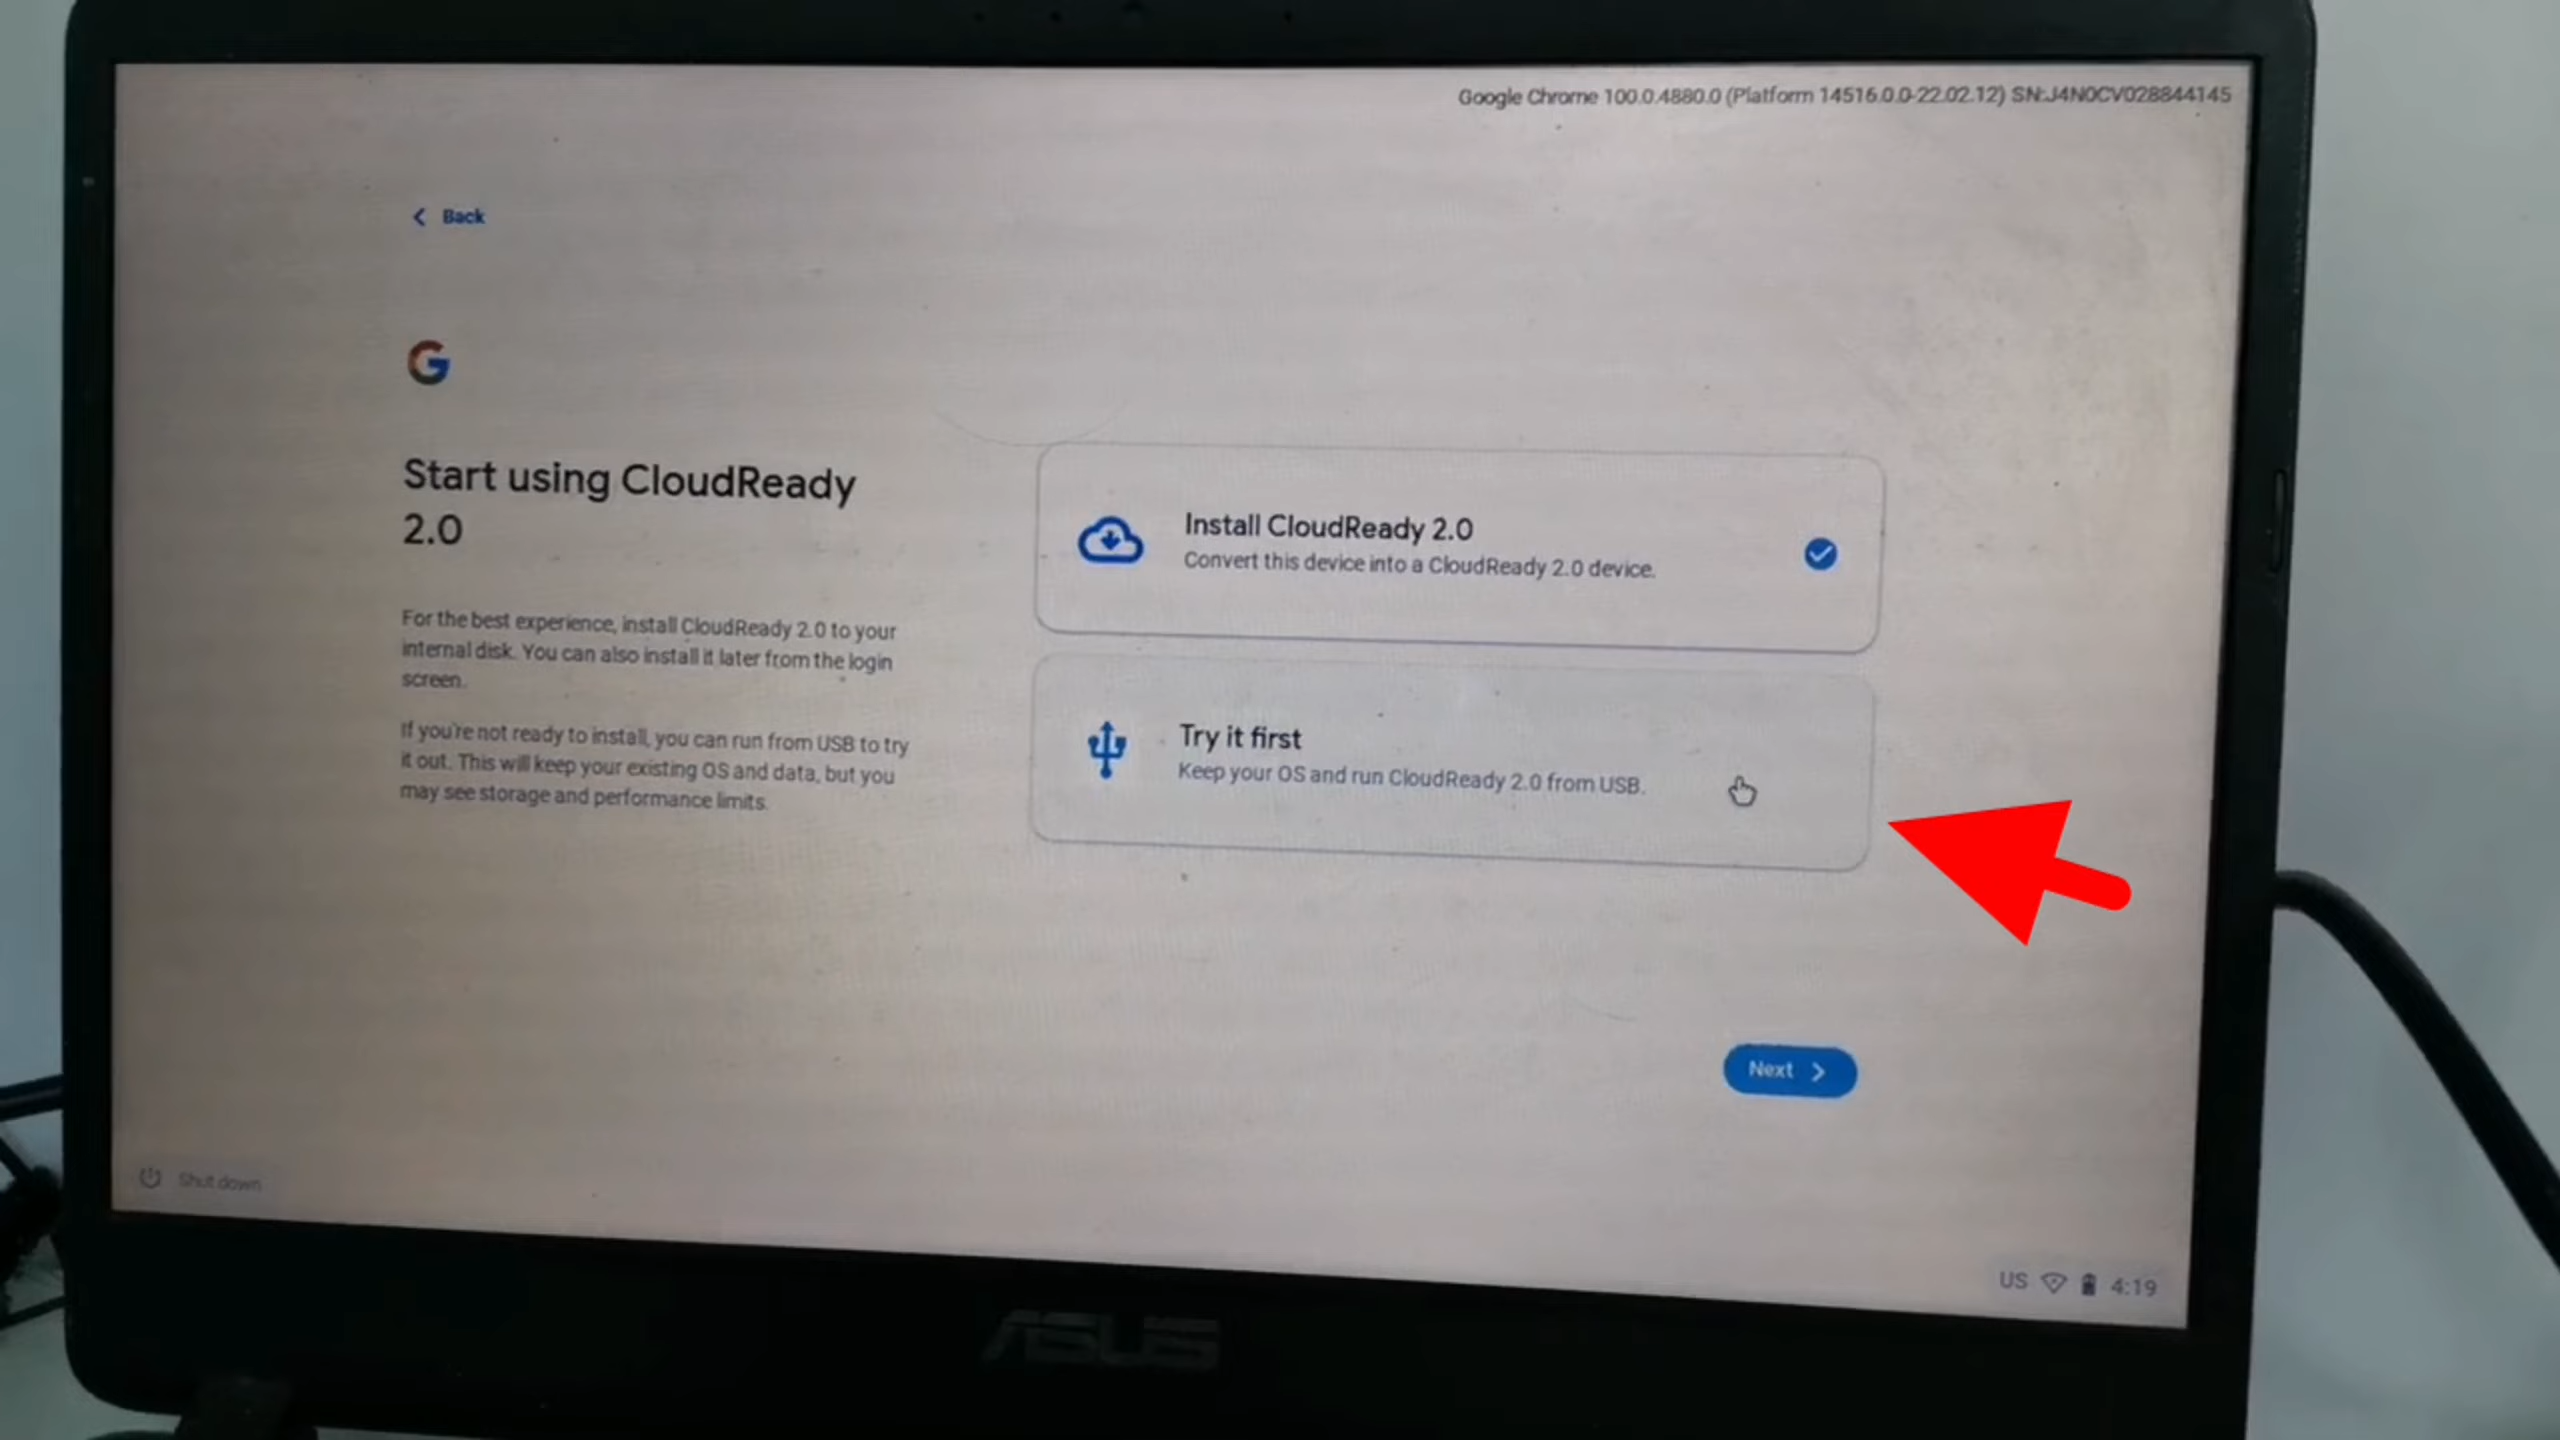 Google Chrome 100.0.4880.0 (Platform 14516.0.0-22.02.12) SN:J4N0CV028844145
Back
G
Start using CloudReady
2.0
For the best experience, install CloudReady 2.0 to your
internal disk. You can also install it later from the login
screen.
If you're not ready to install, you can run from USB to try
it out. This will keep your existing OS and data, but you
may see storage and performance limits.
Install CloudReady 2.0
Convert this device into a CloudReady 2.0 device.
Try it first
Keep your OS and run CloudReady 2.0 from USB.
Next
Shut down
US 4:19
ASUS